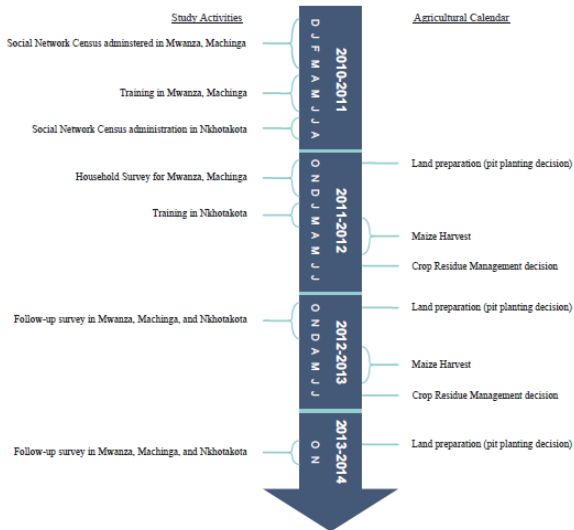 Study Activities
Agricultural Calendar
2010-2011
D J F M A M J J A
Social Network Census adminstered in Mwanza, Machinga
Training in Mwanza, Machinga
Social Network Census administration in Nkhotakota
2011-2012
O N D J M A M J J
Household Survey for Mwanza, Machinga
Training in Nkhotakota
Land preparation (pit planting decision)
Maize Harvest
Crop Residue Management decision
2012-2013
O N D A M J J
Follow-up survey in Mwanza, Machinga, and Nkhotakota
Land preparation (pit planting decision)
Maize Harvest
Crop Residue Management decision
2013-2014
O N
Follow-up survey in Mwanza, Machinga, and Nkhotakota
Land preparation (pit planting decision)